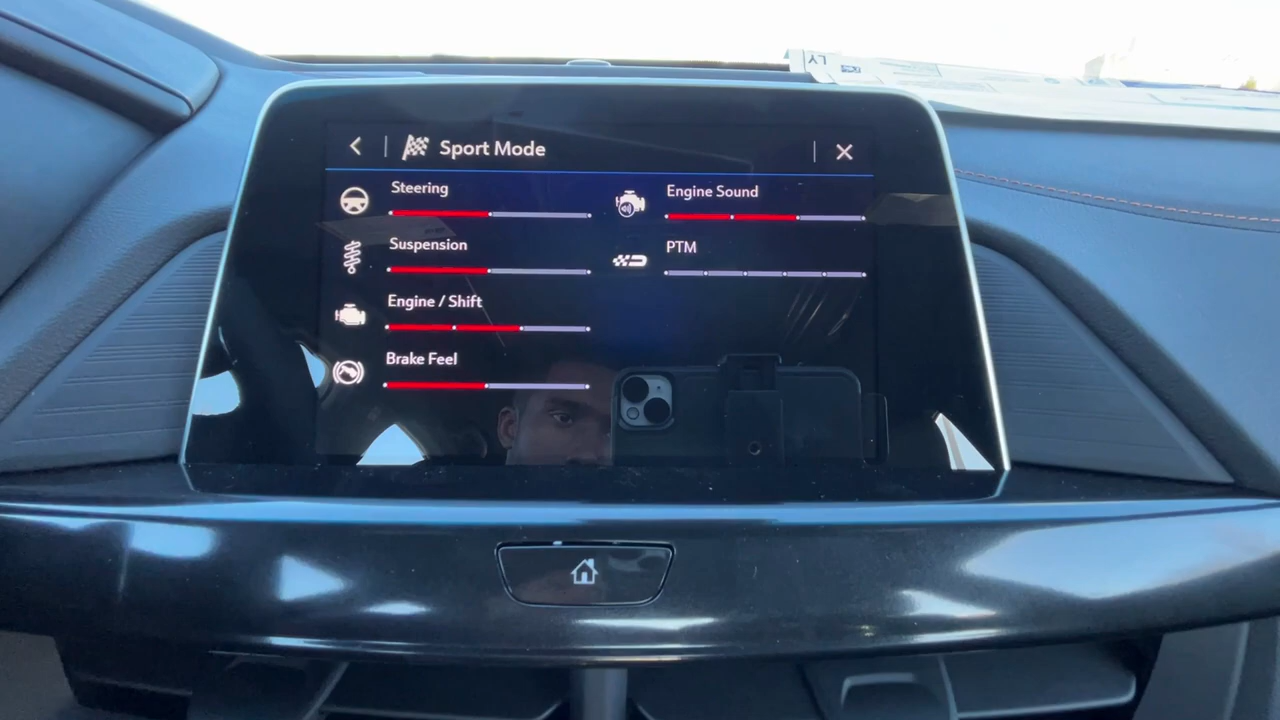 Sport Mode
Steering
Engine Sound
Suspension
PTM
Engine / Shift
Brake Feel